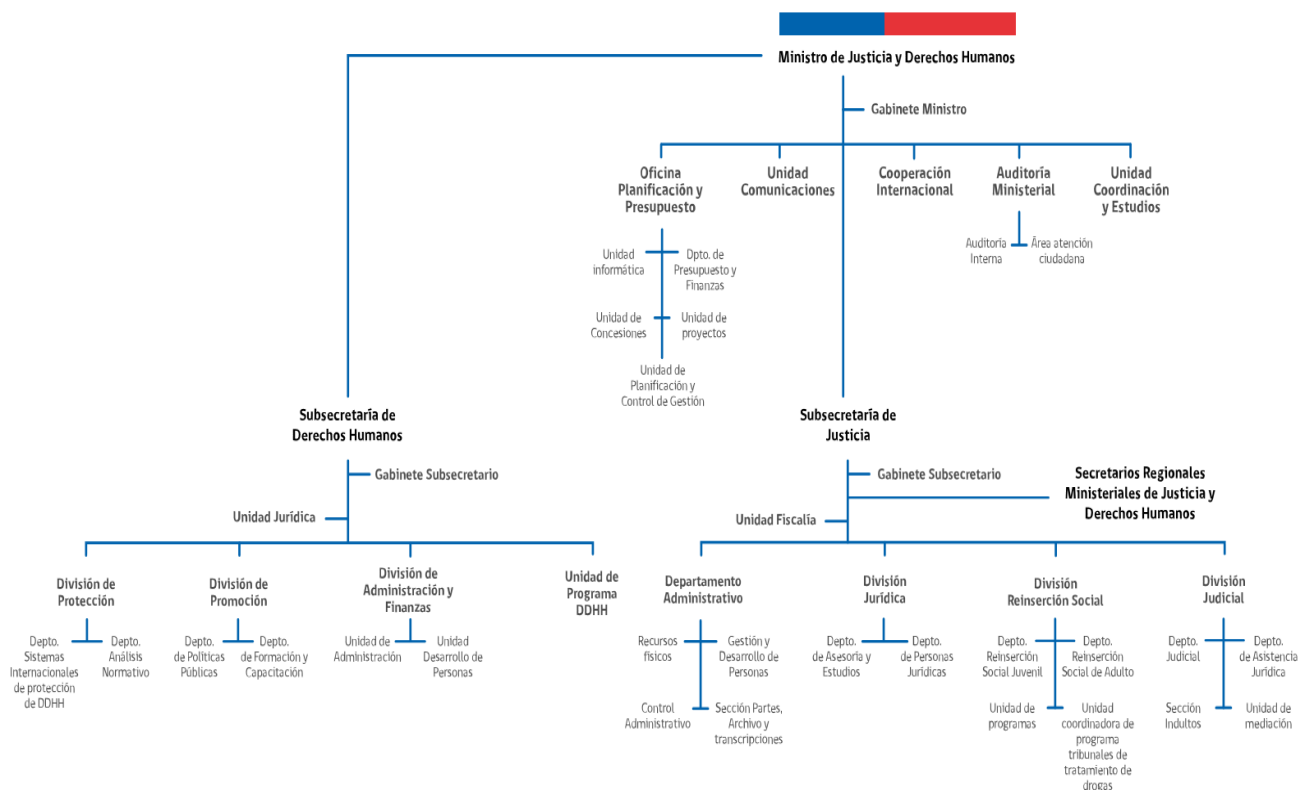 Ministro de Justicia y Derechos Humanos
Gabinete Ministro
Oficina
Planificación y
Presupuesto
Unidad
Comunicaciones
Cooperación
Internacional
Auditoría
Ministerial
Unidad
Coordinación
y Estudios
Unidad
informática
Dpto. de
Presupuesto y
Finanzas
Unidad de
Concesiones
Unidad de
proyectos
Unidad de
Planificación y
Control de Gestión
Auditoría
Interna
Área atención
ciudadana
Subsecretaría de
Derechos Humanos
Gabinete Subsecretario
Unidad Jurídica
División de
Protección
División de
Promoción
División de
Administración y
Finanzas
Unidad de
Programa
DDHH
Depto.
Sistemas
Internacionales
de protección
de DDHH
Depto.
Análisis
Normativo
Depto.
de Políticas
Públicas
Depto.
de Formación y
Capacitación
Unidad de
Administración
Unidad
Desarrollo de
Personas
Subsecretaría de
Justicia
Gabinete Subsecretario
Secretarios Regionales
Ministeriales de Justicia y
Derechos Humanos
Unidad Fiscalía
Departamento
Administrativo
División
Jurídica
División
Reinserción Social
División
Judicial
Recursos
físicos
Gestión y
Desarrollo de
Personas
Control
Administrativo
Sección Partes,
Archivo y
transcripciones
Depto.
de Asesoría y
Estudios
Depto.
de Personas
Jurídicas
Depto.
Reinserción
Social Juvenil
Depto.
Reinserción
Social de Adulto
Unidad de
programas
Unidad
coordinadora de
programa
tribunales de
tratamiento de
drogas
Depto.
Judicial
Depto.
de Asistencia
Jurídica
Sección
Indultos
Unidad de
mediación